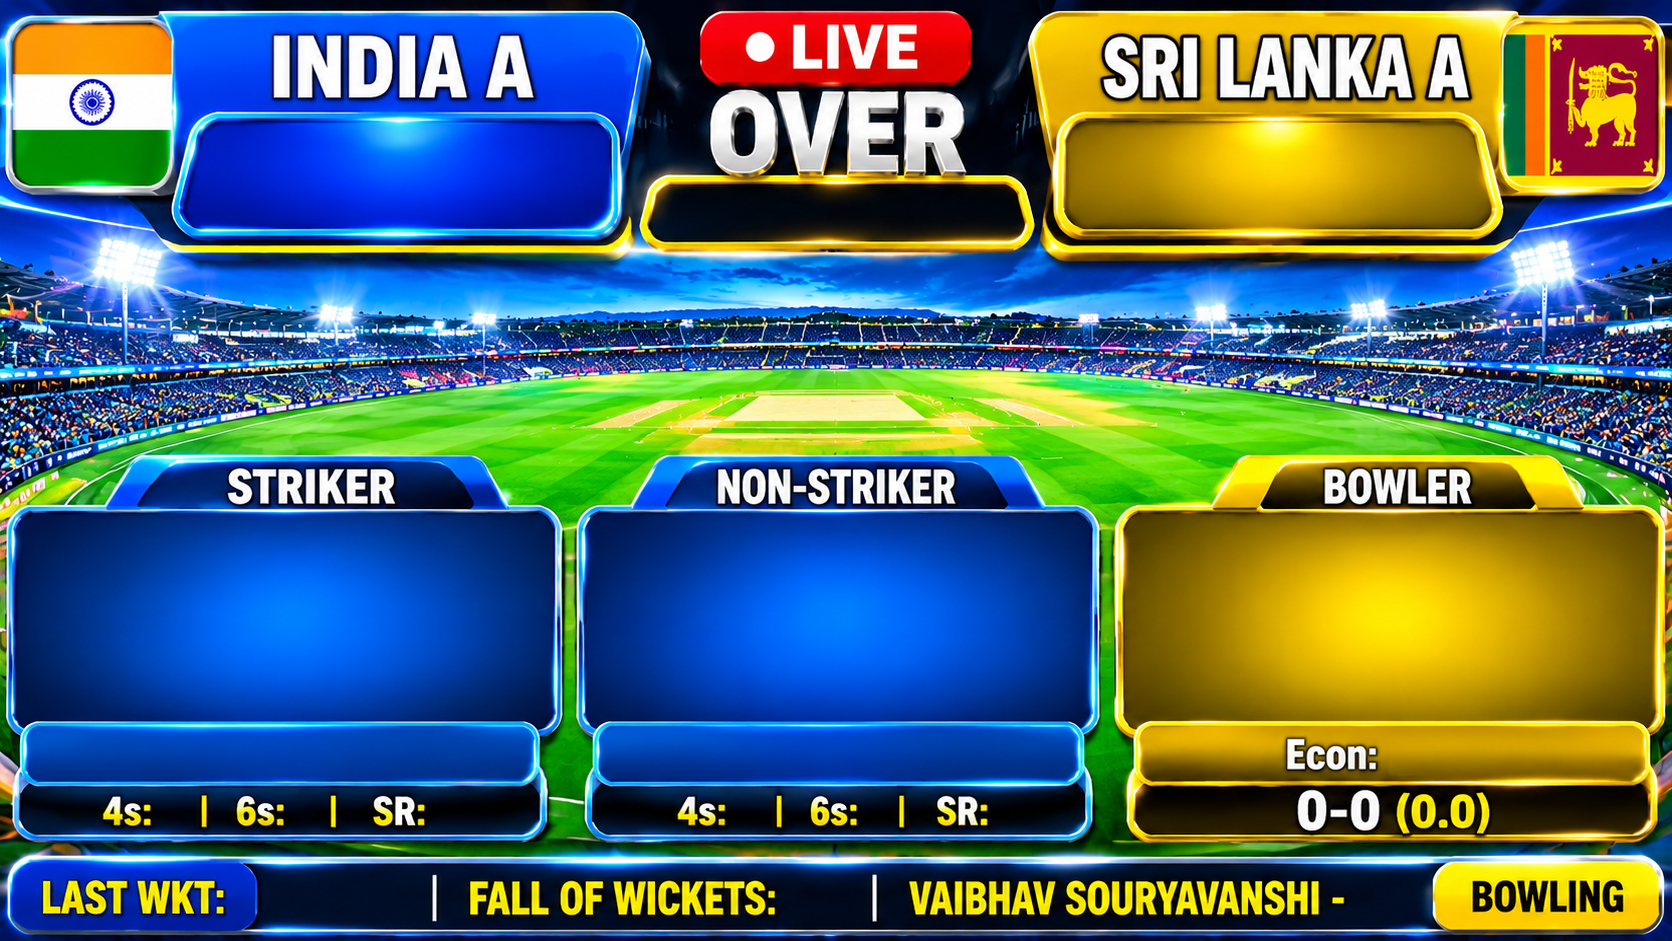 INDIA A
LIVE
OVER
SRI LANKA A
STRIKER
NON-STRIKER
BOWLER
4s: | 6s: | SR:
4s: | 6s: | SR:
Econ:
0-0 (0.0)
LAST WKT: | FALL OF WICKETS: | VAIBHAV SOURYAVANSHI -
BOWLING